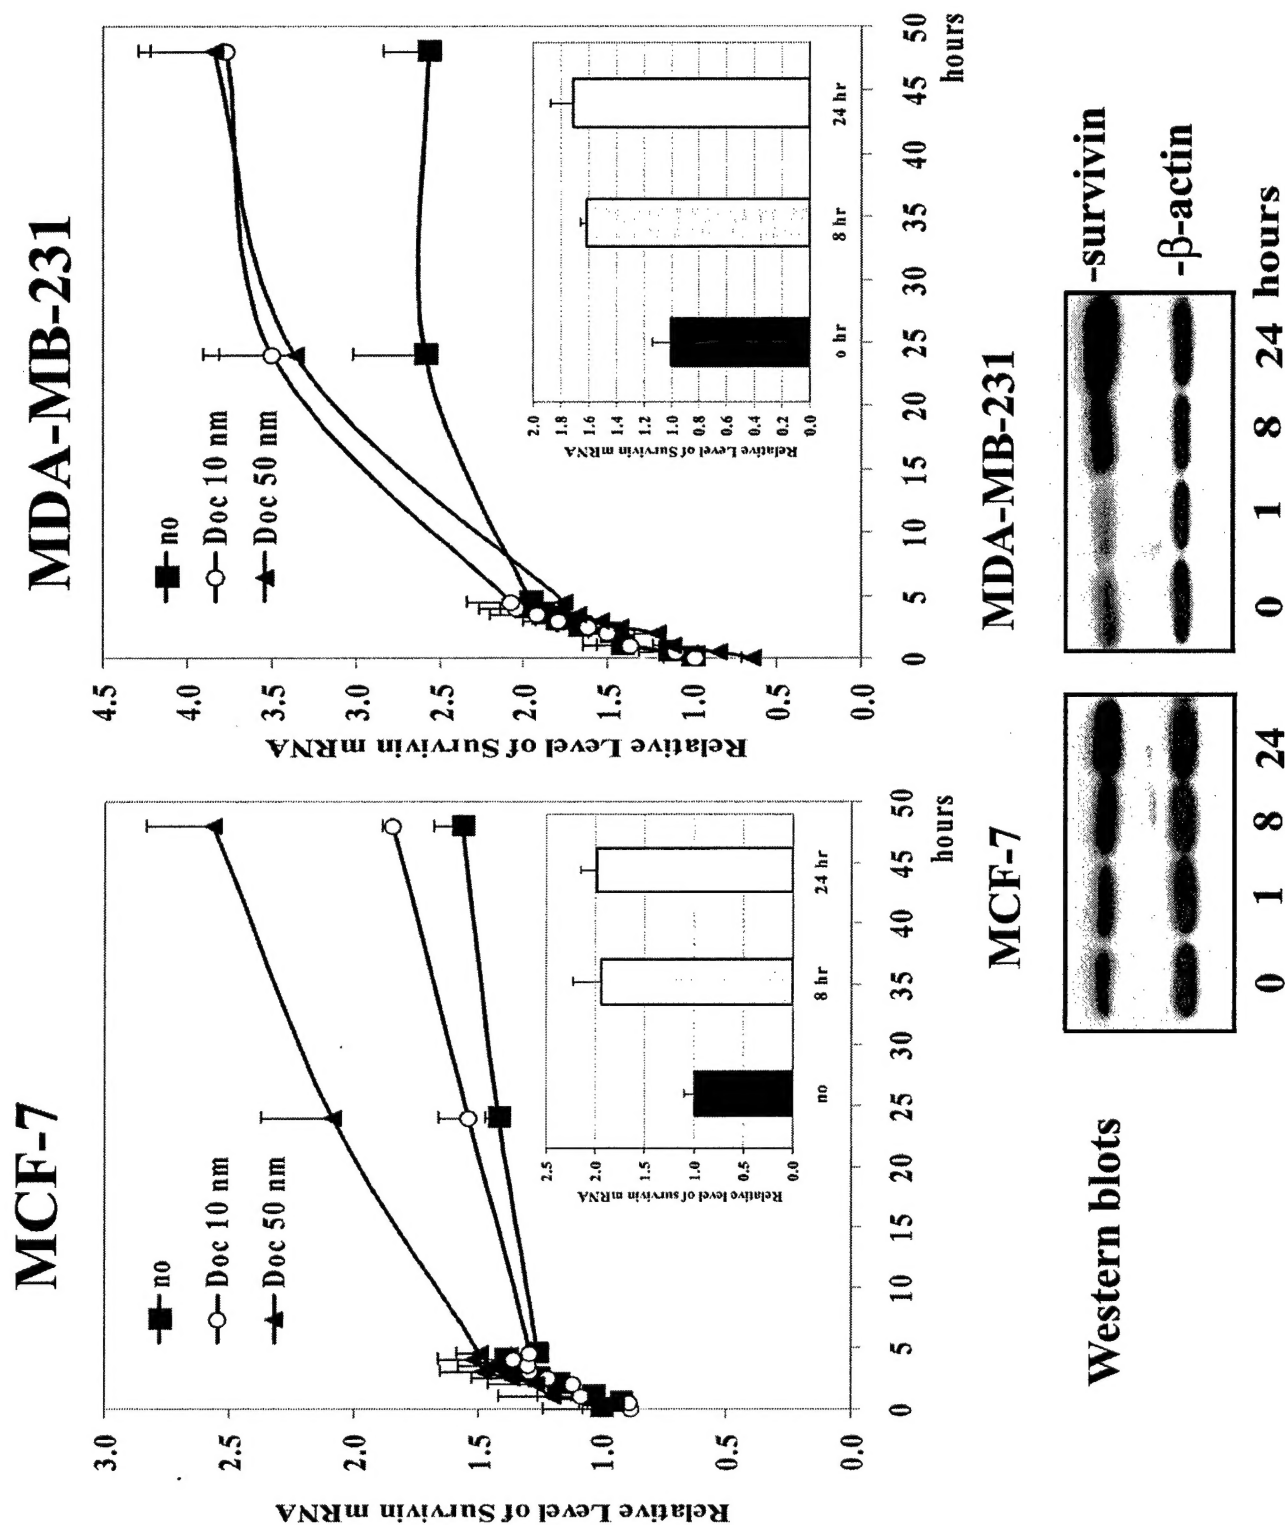 MCF-7
Relative Level of Survivin mRNA
3.0
2.5
2.0
1.5
1.0
0.5
0.0
no
Doc 10 nm
Doc 50 nm
0 5 10 15 20 25 30 35 40 45 50
hours
Relative level of survivin mRNA
2.5
2.0
1.5
1.0
0.5
0.0
no 8 hr 24 hr
MDA-MB-231
Relative Level of Survivin mRNA
4.5
4.0
3.5
3.0
2.5
2.0
1.5
1.0
0.5
0.0
no
Doc 10 nm
Doc 50 nm
0 5 10 15 20 25 30 35 40 45 50
hours
Relative Level of Survivin mRNA
2.0
1.8
1.6
1.4
1.2
1.0
0.8
0.6
0.4
0.2
0.0
o hr 8 hr 24 hr
Western blots
MCF-7
0 1 8 24
MDA-MB-231
-survivin
-β-actin
0 1 8 24 hours